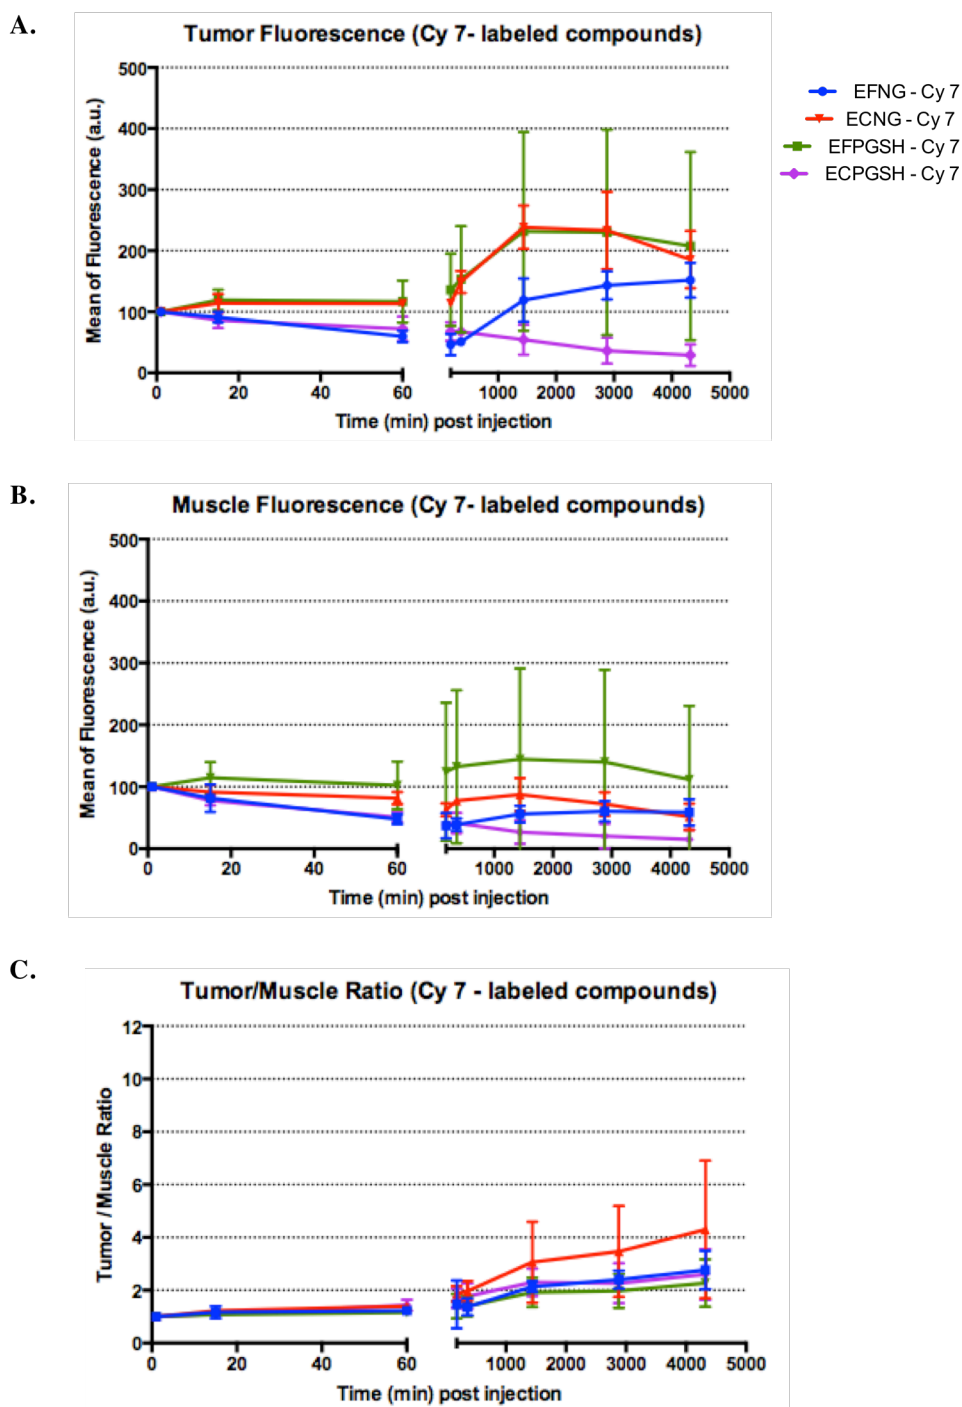 A.
Tumor Fluorescence (Cy 7- labeled compounds)
Mean of Fluorescence (a.u.)
500
400
300
200
100
0
0 20 40 60 1000 2000 3000 4000 5000
Time (min) post injection
EFNG - Cy 7
ECNG - Cy 7
EFPGSH - Cy 7
ECPGSH - Cy 7
B.
Muscle Fluorescence (Cy 7- labeled compounds)
Mean of Fluorescence (a.u.)
500
400
300
200
100
0
0 20 40 60 1000 2000 3000 4000 5000
Time (min) post injection
C.
Tumor/Muscle Ratio (Cy 7 - labeled compounds)
Tumor / Muscle Ratio
12
10
8
6
4
2
0
0 20 40 60 1000 2000 3000 4000 5000
Time (min) post injection